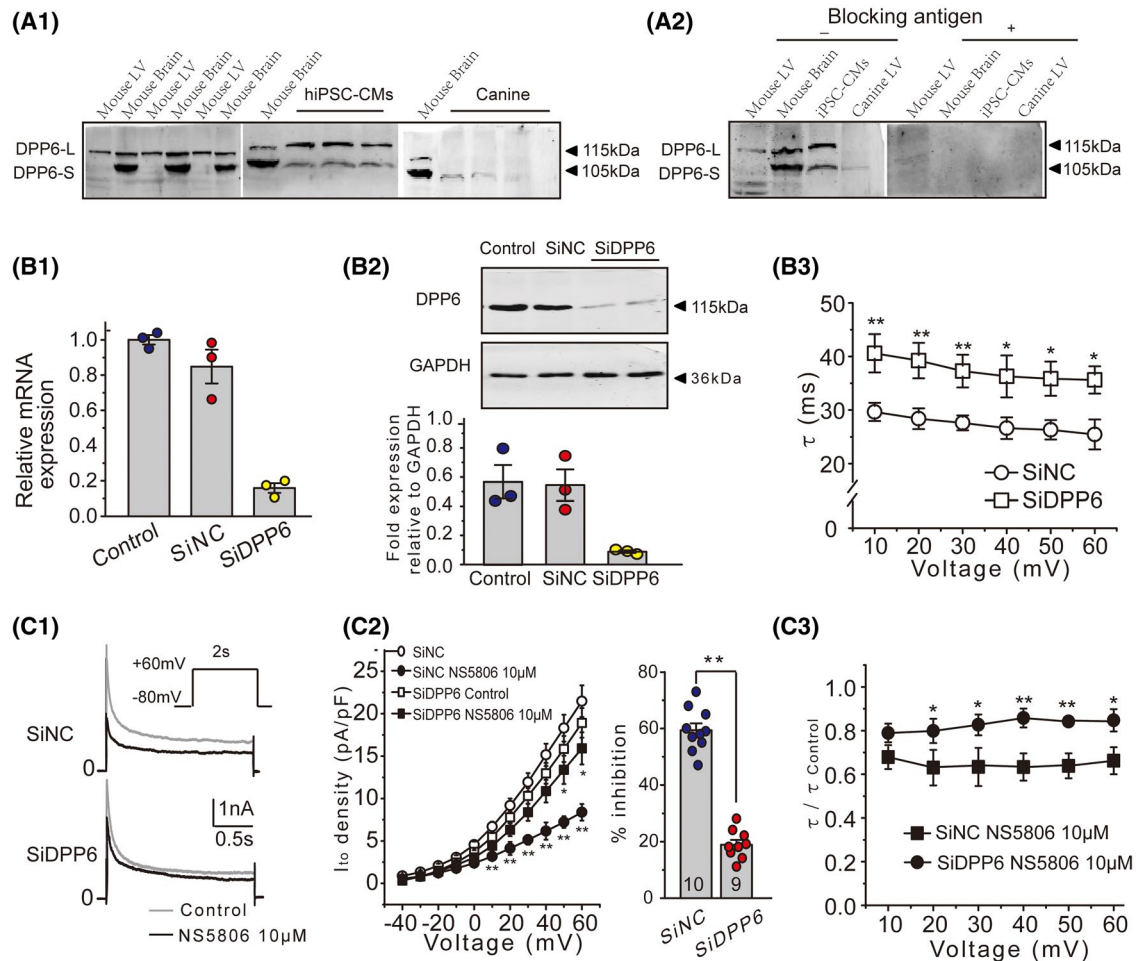 (A1)
Mouse LV
Mouse Brain
Mouse LV
Mouse Brain
Mouse LV
Mouse Brain
Mouse Brain
hiPSC-CMs
Mouse Brain
Canine
DPP6-L
DPP6-S
115kDa
105kDa
(A2)
Blocking antigen
− +
Mouse LV
Mouse Brain
iPSC-CMs
Canine LV
Mouse LV
Mouse Brain
iPSC-CMs
Canine LV
DPP6-L
DPP6-S
115kDa
105kDa
(B1)
Relative mRNA
expression
1.0
0.8
0.6
0.4
0.2
0.0
Control
SiNC
SiDPP6
(B2)
Control SiNC SiDPP6
DPP6
115kDa
GAPDH
36kDa
Fold expression
relative to GAPDH
1.0
0.8
0.6
0.4
0.2
0.0
Control SiNC SiDPP6
(B3)
τ (ms)
50
40
30
20
0
** ** ** * * *
SiNC
SiDPP6
10 20 30 40 50 60
Voltage (mV)
(C1)
+60mV
-80mV
2s
SiNC
0
1nA
0.5s
SiDPP6
0
Control
NS5806 10µM
(C2)
SiNC
SiNC NS5806 10µM
SiDPP6 Control
SiDPP6 NS5806 10µM
Ito density (pA/pF)
25
20
15
10
5
0
* *
** ** ** ** ** **
-40 -20 0 20 40 60
Voltage (mV)
% inhibition
80
60
40
20
0
**
10 9
SiNC
SiDPP6
(C3)
τ / τ Control
1.0
0.8
0.6
0.4
0.2
0.0
* * ** ** *
SiNC NS5806 10µM
SiDPP6 NS5806 10µM
10 20 30 40 50 60
Voltage (mV)